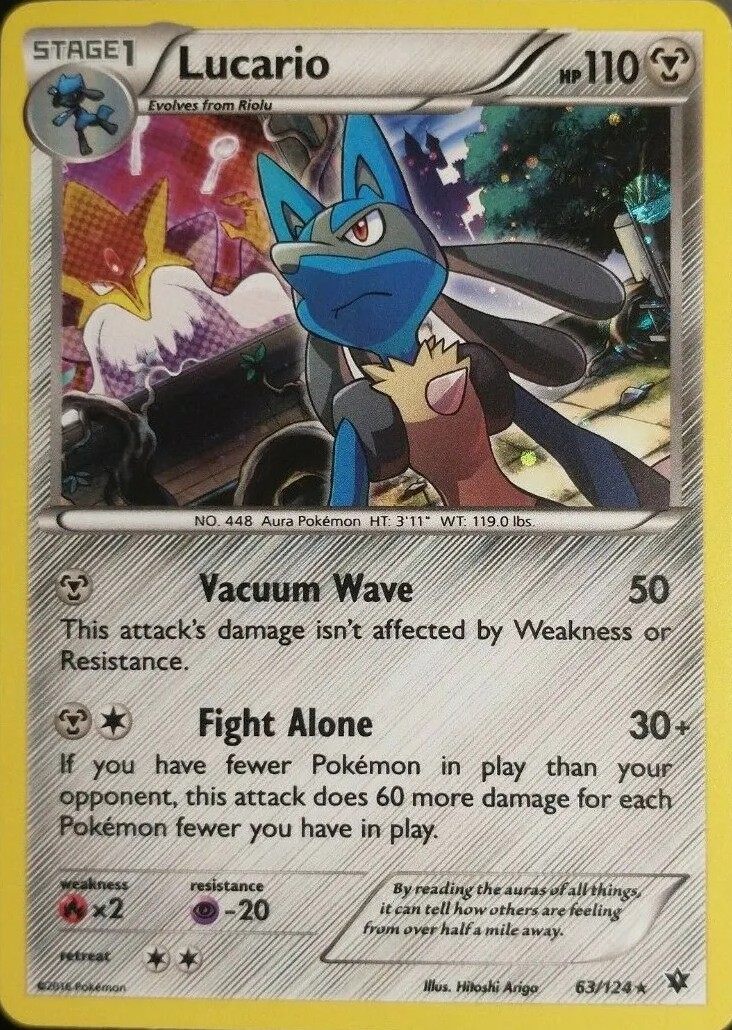 STAGE1
Lucario
HP110
Evolves from Riolu
NO. 448 Aura Pokémon HT: 3'11" WT: 119.0 lbs.
Vacuum Wave 50
This attack's damage isn't affected by Weakness or
Resistance.
Fight Alone 30+
If you have fewer Pokémon in play than your
opponent, this attack does 60 more damage for each
Pokémon fewer you have in play.
weakness resistance
×2 -20
By reading the auras of all things,
it can tell how others are feeling
from over half a mile away.
retreat
©2016 Pokémon Illus. Hitoshi Ariga 63/124 ★